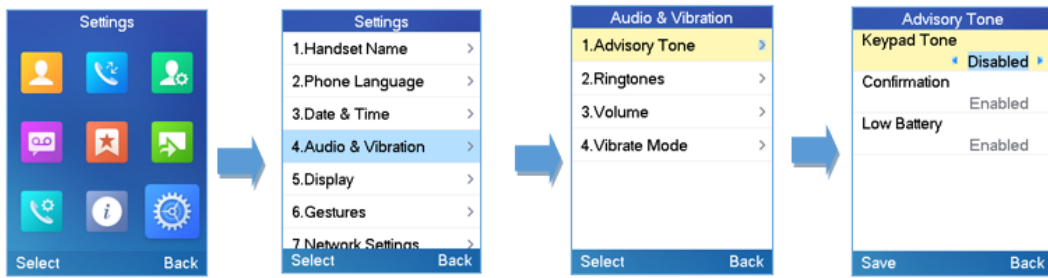 Settings
Select Back
Settings
1.Handset Name
2.Phone Language
3.Date & Time
4.Audio & Vibration
5.Display
6.Gestures
7.Network Settings
Select Back
Audio & Vibration
1.Advisory Tone
2.Ringtones
3.Volume
4.Vibrate Mode
Select Back
Advisory Tone
Keypad Tone
Disabled
Confirmation
Enabled
Low Battery
Enabled
Save Back